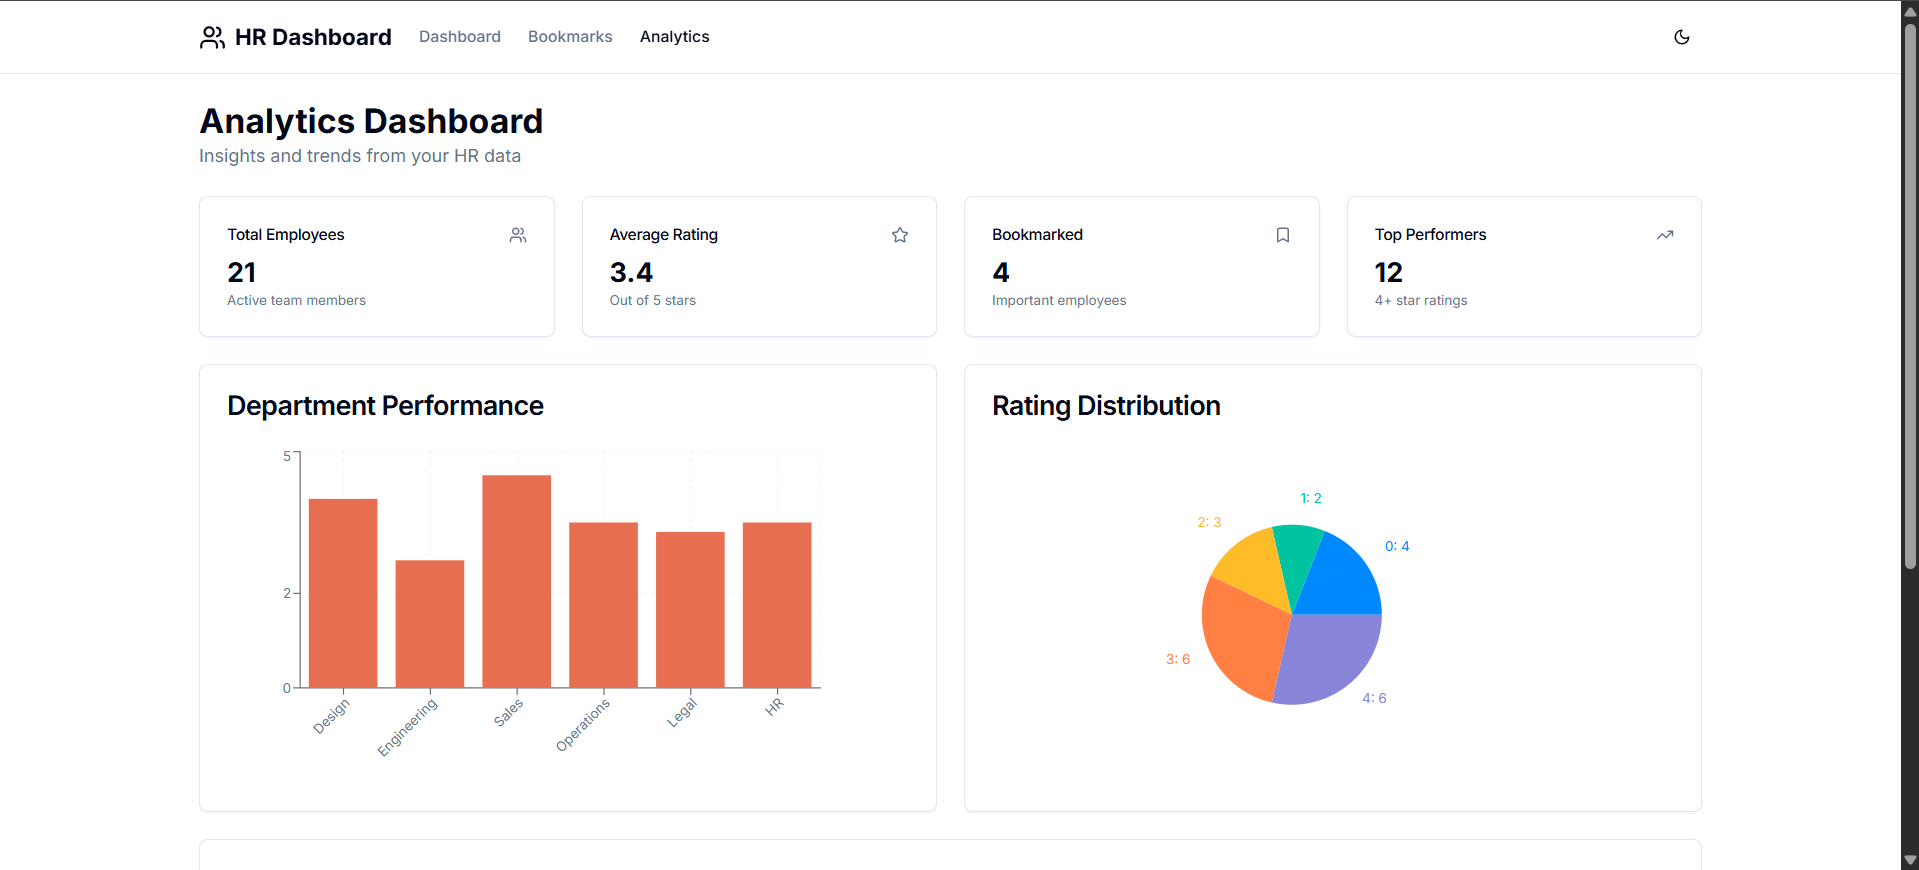 HR Dashboard Dashboard Bookmarks Analytics
Analytics Dashboard
Insights and trends from your HR data
Total Employees
21
Active team members
Average Rating
3.4
Out of 5 stars
Bookmarked
4
Important employees
Top Performers
12
4+ star ratings
Department Performance
5
2
0
Design
Engineering
Sales
Operations
Legal
HR
Rating Distribution
1: 2
2: 3
0: 4
3: 6
4: 6